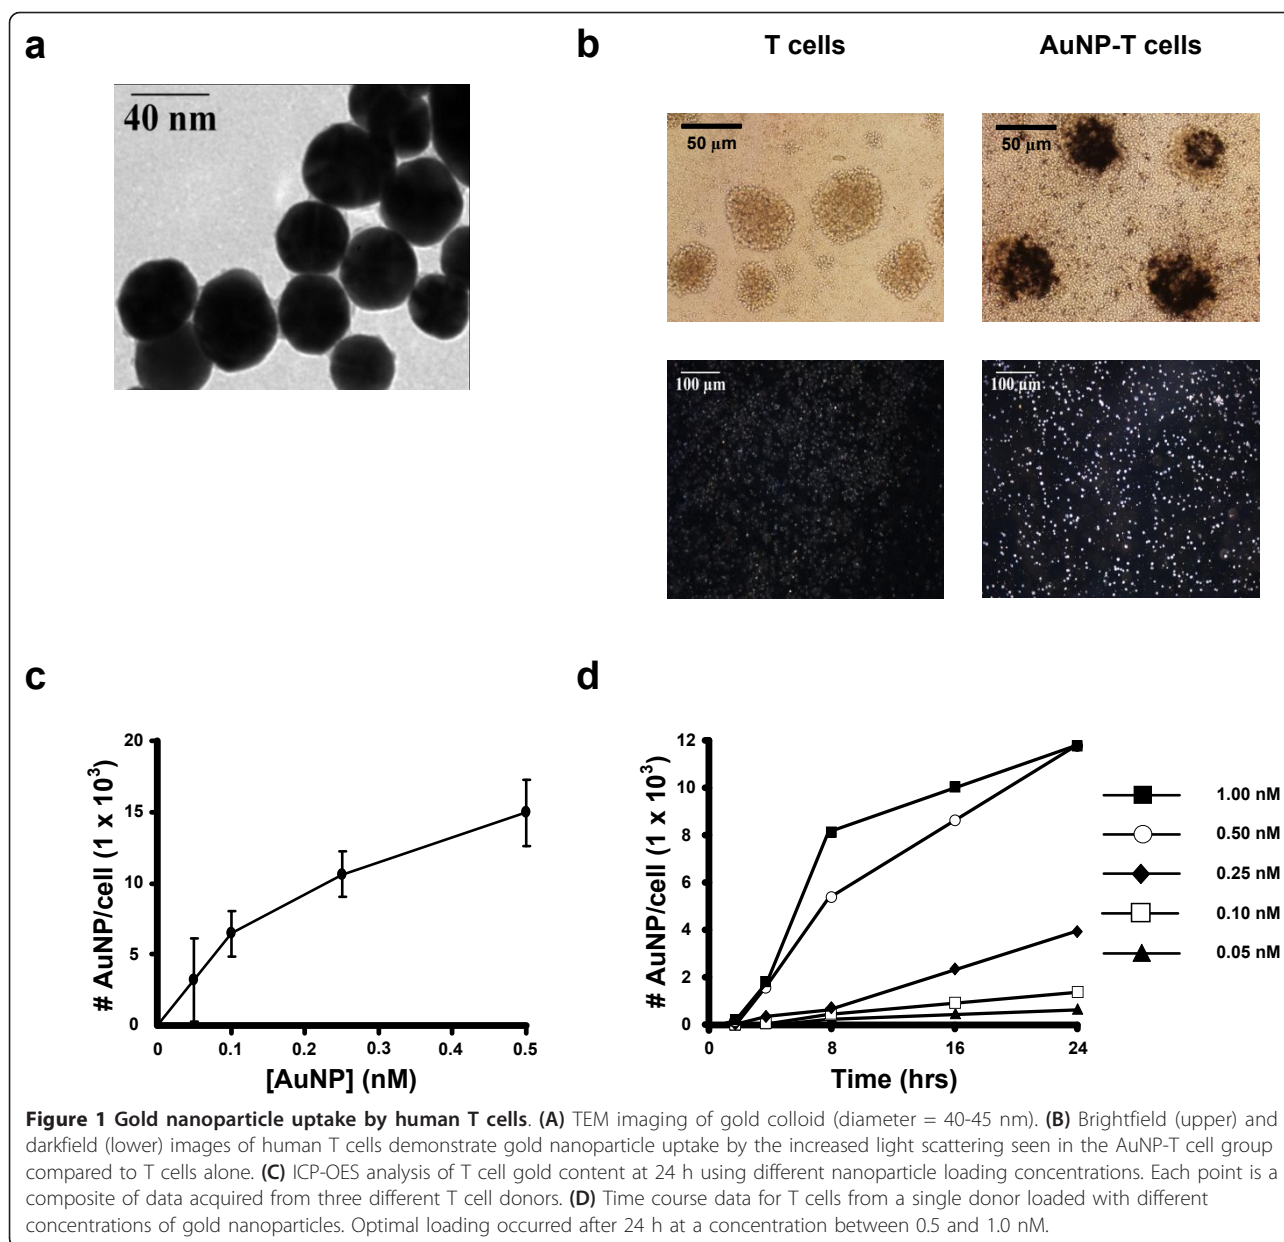 a
40 nm
b
T cells
AuNP-T cells
50 µm
50 µm
100 µm
100 µm
c
# AuNP/cell (1 x 10³)
20
15
10
5
0
0
0.1
0.2
0.3
0.4
0.5
[AuNP] (nM)
d
# AuNP/cell (1 x 10³)
12
10
8
6
4
2
0
0
8
16
24
Time (hrs)
1.00 nM
0.50 nM
0.25 nM
0.10 nM
0.05 nM
Figure 1 Gold nanoparticle uptake by human T cells. (A) TEM imaging of gold colloid (diameter = 40-45 nm). (B) Brightfield (upper) and
darkfield (lower) images of human T cells demonstrate gold nanoparticle uptake by the increased light scattering seen in the AuNP-T cell group
compared to T cells alone. (C) ICP-OES analysis of T cell gold content at 24 h using different nanoparticle loading concentrations. Each point is a
composite of data acquired from three different T cell donors. (D) Time course data for T cells from a single donor loaded with different
concentrations of gold nanoparticles. Optimal loading occurred after 24 h at a concentration between 0.5 and 1.0 nM.